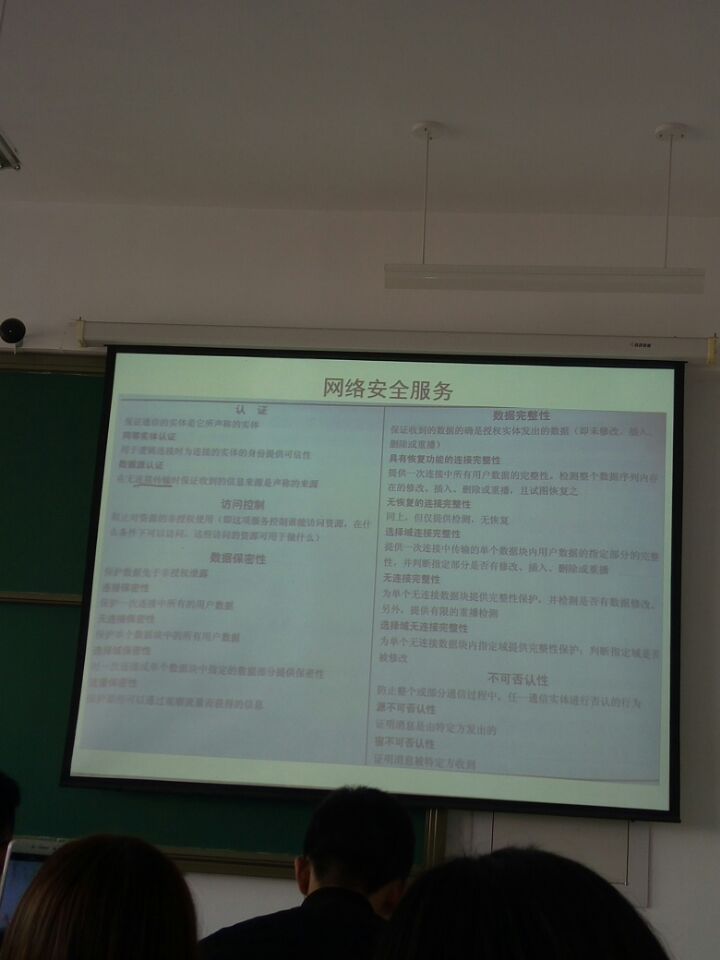 网络安全服务
认 证
保证通信的实体是它所声称的实体
同等实体认证
用于逻辑连接时为连接的实体的身份提供可信性
数据源认证
在无连接传输时保证收到的信息来源是声称的来源
访问控制
阻止对资源的非授权使用（即这项服务控制谁能访问资源，在什
么条件下可以访问，这些访问的资源可用于做什么）
数据保密性
保护数据免于非授权泄露
连接保密性
保护一次连接中所有的用户数据
无连接保密性
保护单个数据块中的所有用户数据
选择域保密性
对一次连接或单个数据块中指定的数据部分提供保密性
流量保密性
保护那些可以通过观察流量而获得的信息
数据完整性
保证收到的数据的确是授权实体发出的数据（即未修改、插入、
删除或重播）
具有恢复功能的连接完整性
提供一次连接中所有用户数据的完整性。检测整个数据序列内存
在的修改、插入、删除或重播，且试图恢复之
无恢复的连接完整性
同上，但仅提供检测，无恢复
选择域连接完整性
提供一次连接中传输的单个数据块内用户数据的指定部分的完整
性，并判断指定部分是否有修改、插入、删除或重播
无连接完整性
为单个无连接数据块提供完整性保护，并检测是否有数据修改。
另外，提供有限的重播检测
选择域无连接完整性
为单个无连接数据块内指定域提供完整性保护；判断指定域是否
被修改
不可否认性
防止整个或部分通信过程中，任一通信实体进行否认的行为
源不可否认性
证明消息是由特定方发出的
宿不可否认性
证明消息被特定方收到